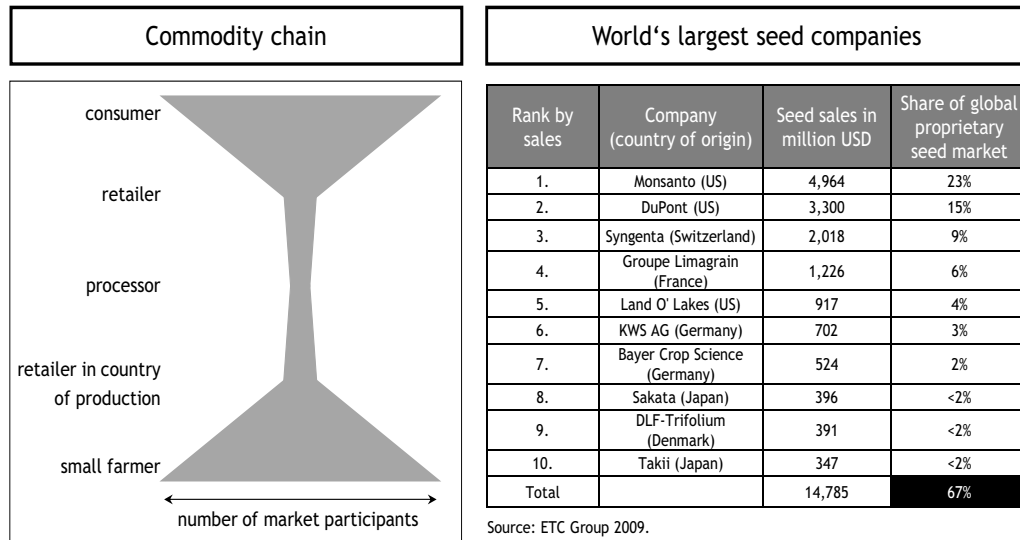 Commodity chain
consumer
retailer
processor
retailer in country
of production
small farmer
number of market participants
World‘s largest seed companies
Rank by
sales
Company
(country of origin)
Seed sales in
million USD
Share of global
proprietary
seed market
1. Monsanto (US) 4,964 23%
2. DuPont (US) 3,300 15%
3. Syngenta (Switzerland) 2,018 9%
4. Groupe Limagrain
(France) 1,226 6%
5. Land O' Lakes (US) 917 4%
6. KWS AG (Germany) 702 3%
7. Bayer Crop Science
(Germany) 524 2%
8. Sakata (Japan) 396 <2%
9. DLF-Trifolium
(Denmark) 391 <2%
10. Takii (Japan) 347 <2%
Total 14,785 67%
Source: ETC Group 2009.